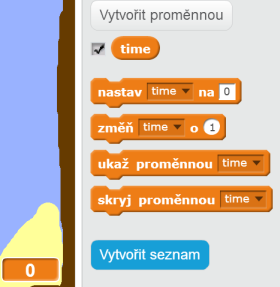 Vytvořit proměnnou
time
nastav time na 0
změň time o 1
ukaž proměnnou time
skryj proměnnou time
Vytvořit seznam
0